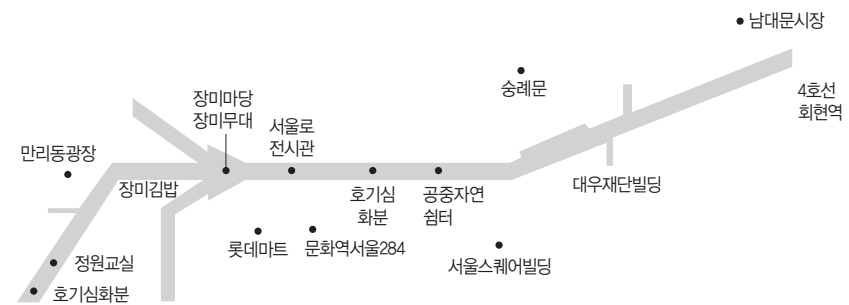 남대문시장
숭례문
4호선
회현역
장미마당
장미무대
서울로
전시관
만리동광장
장미김밥
호기심
화분
공중자연
쉼터
대우재단빌딩
롯데마트
문화역서울284
서울스퀘어빌딩
정원교실
호기심화분